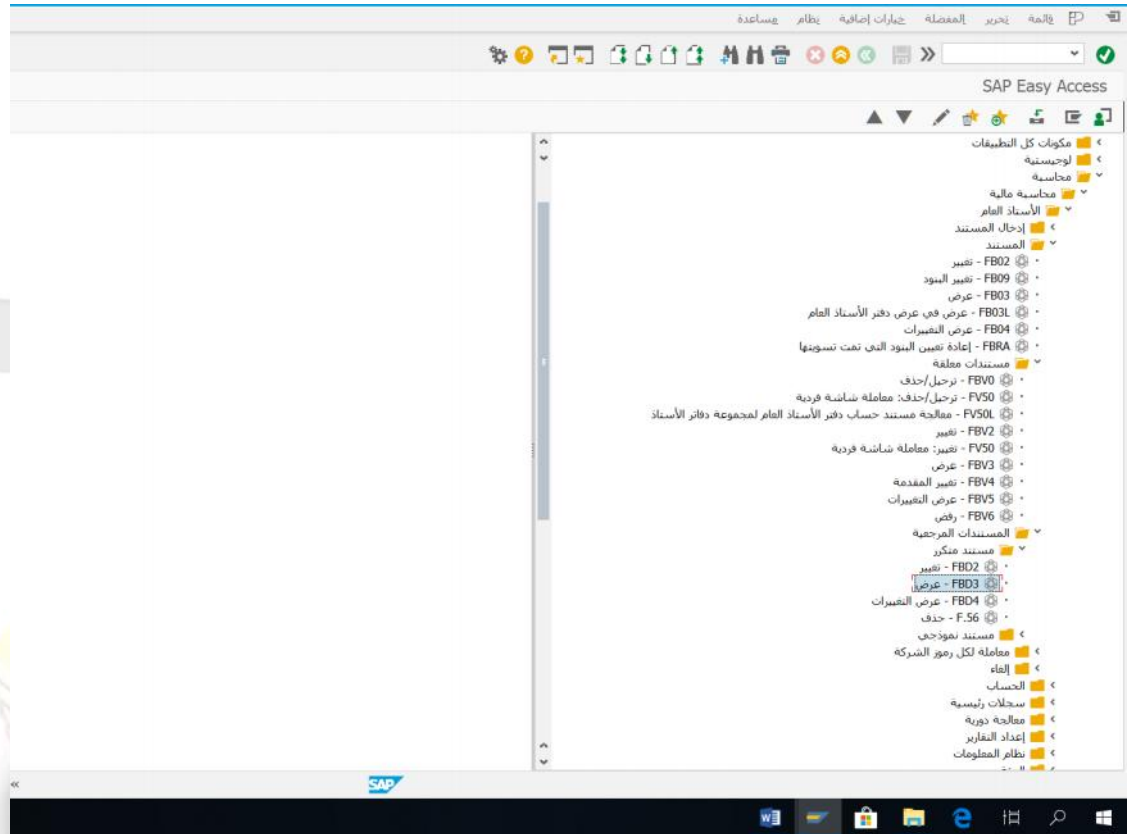 قائمة تحرير المفضلة خيارات إضافية نظام مساعدة
SAP Easy Access
مكونات كل التطبيقات
لوجيستية
محاسبة
محاسبة مالية
الأستاذ العام
إدخال المستند
المستند
FB02 - تغيير
FB09 - تغيير البنود
FB03 - عرض
FB03L - عرض في عرض دفتر الأستاذ العام
FB04 - عرض التغييرات
FBRA - إعادة تعيين البنود التي تمت تسويتها
مستندات معلقة
FBV0 - ترحيل/حذف
FV50 - ترحيل/حذف: معاملة شاشة فردية
FV50L - معالجة مستند حساب دفتر الأستاذ العام لمجموعة دفاتر الأستاذ
FBV2 - تغيير
FV50 - تغيير: معاملة شاشة فردية
FBV3 - عرض
FBV4 - تغيير المقدمة
FBV5 - عرض التغييرات
FBV6 - رفض
المستندات المرجعية
مستند متكرر
FBD2 - تغيير
FBD3 - عرض
FBD4 - عرض التغييرات
F.56 - حذف
مستند نموذجي
معاملة لكل رموز الشركة
إلغاء
الحساب
سجلات رئيسية
معالجة دورية
إعداد التقارير
نظام المعلومات
SAP